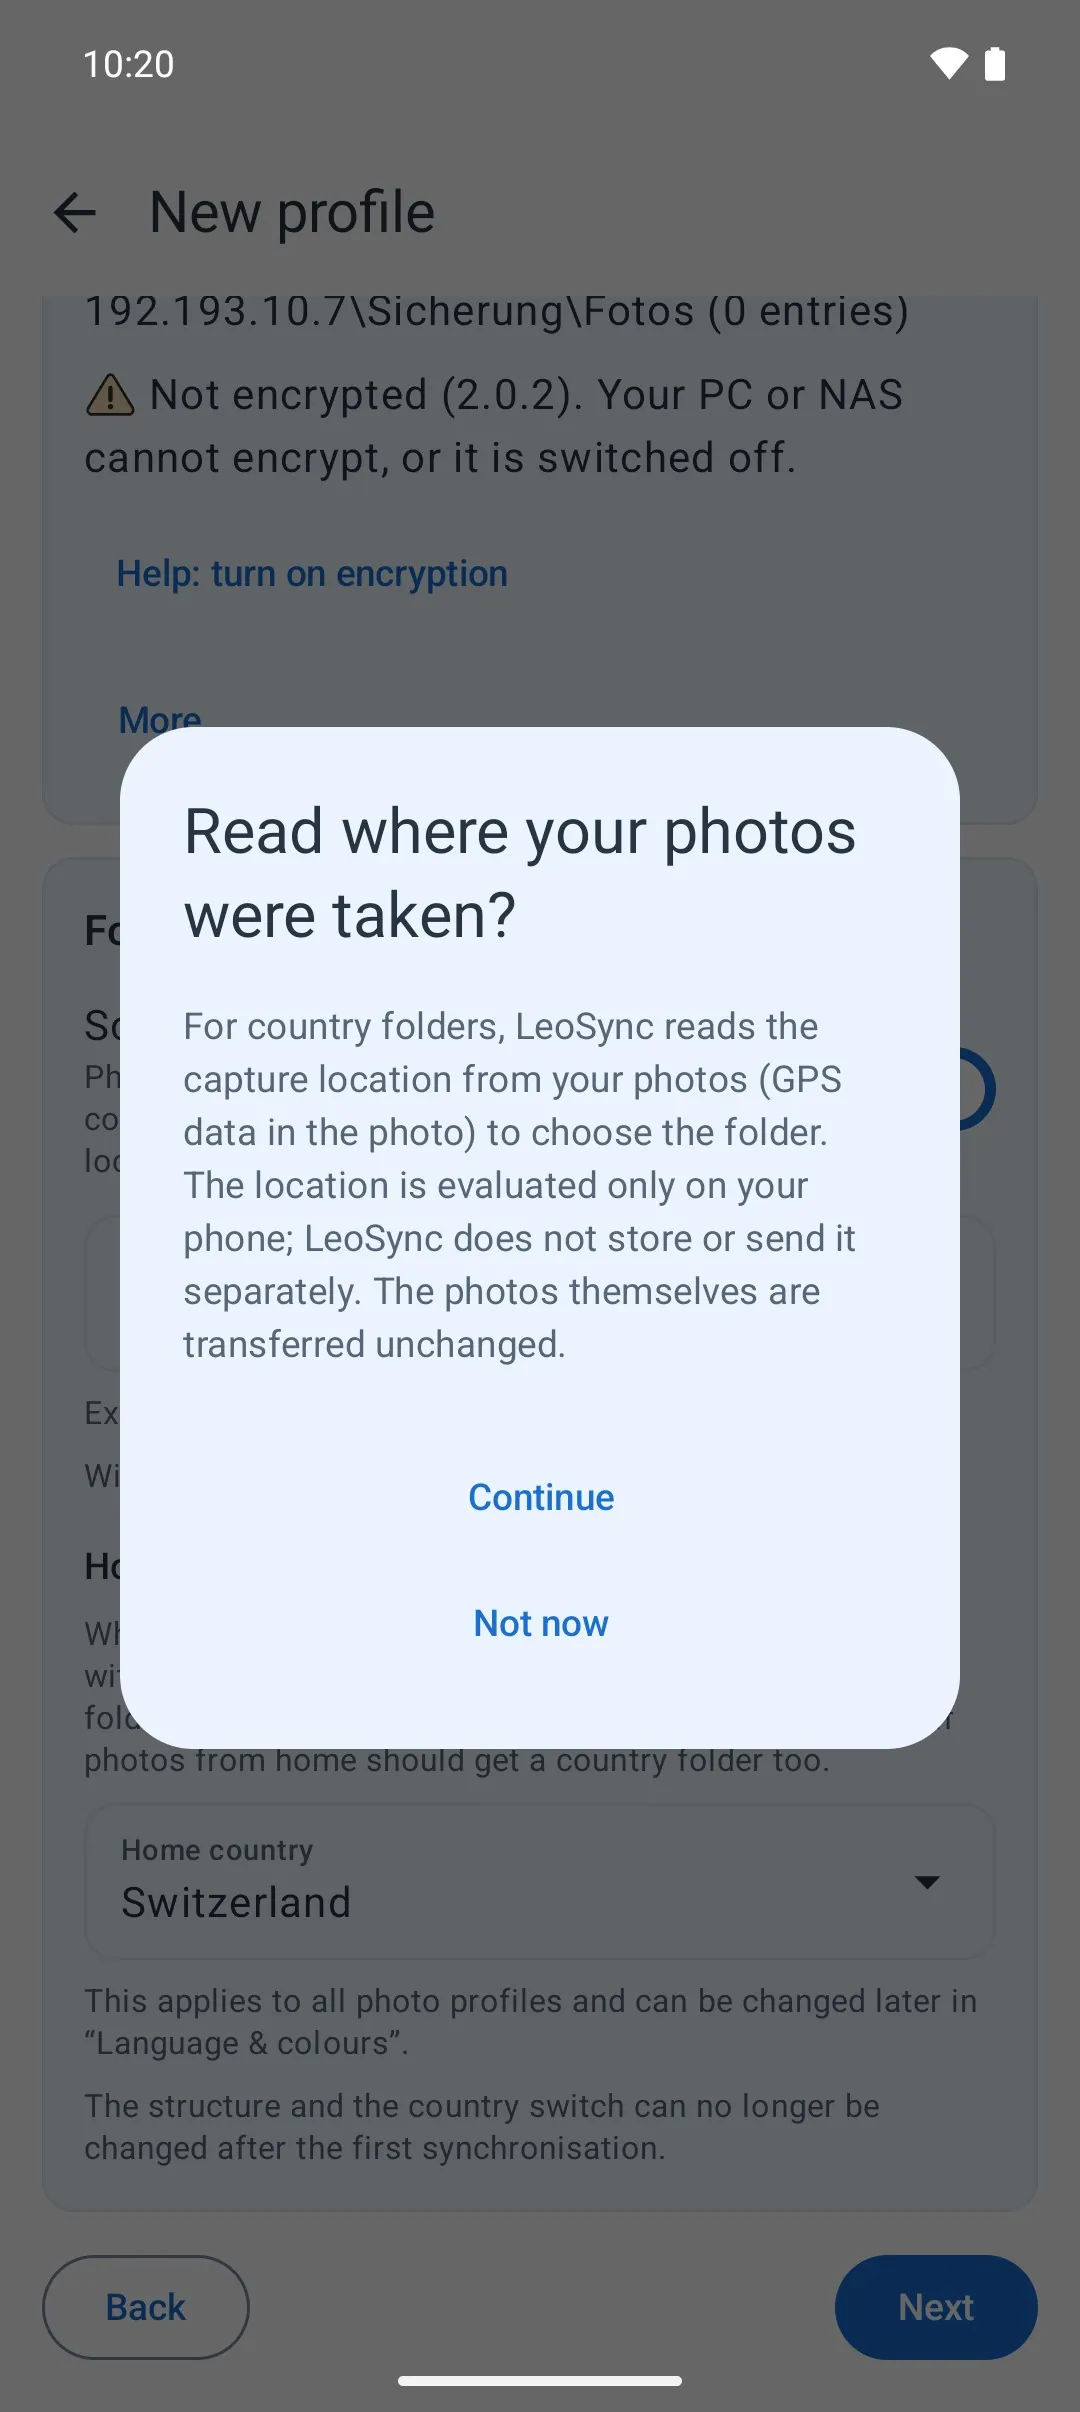 10:20
New profile
192.193.10.7\Sicherung\Fotos (0 entries)
⚠ Not encrypted (2.0.2). Your PC or NAS
cannot encrypt, or it is switched off.
Help: turn on encryption
More
Read where your photos
were taken?
For country folders, LeoSync reads the
capture location from your photos (GPS
data in the photo) to choose the folder.
The location is evaluated only on your
phone; LeoSync does not store or send it
separately. The photos themselves are
transferred unchanged.
Continue
Not now
photos from home should get a country folder too.
Home country
Switzerland
This applies to all photo profiles and can be changed later in
“Language & colours”.
The structure and the country switch can no longer be
changed after the first synchronisation.
Back
Next